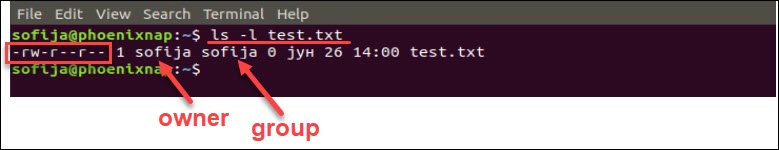 File Edit View Search Terminal Help
sofija@phoenixnap:~$ ls -l test.txt
-rw-r--r-- 1 sofija sofija 0 јун 26 14:00 test.txt
sofija@phoenixnap:~$
owner
group